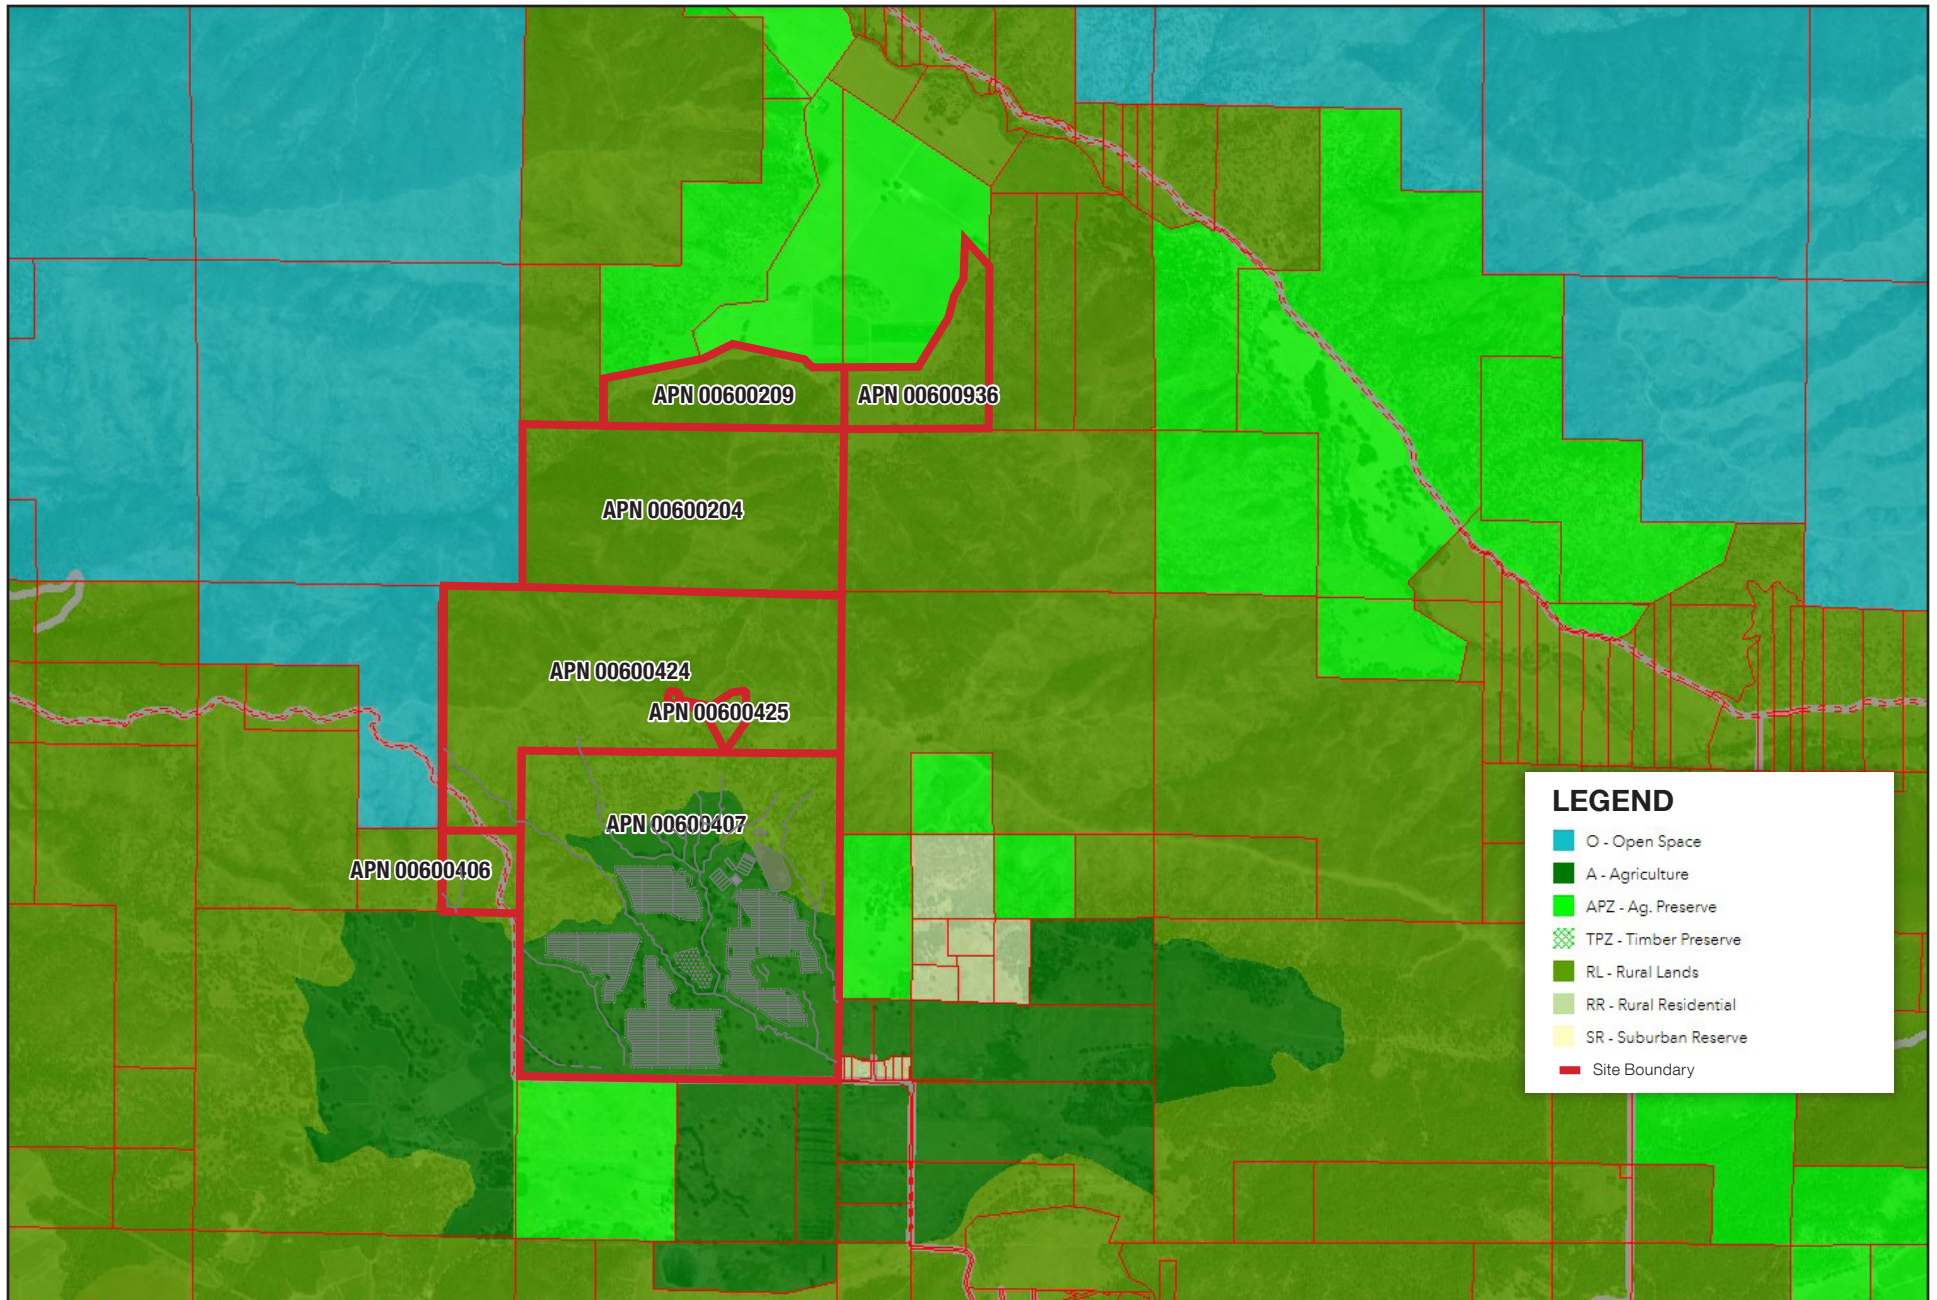 APN 00600209
APN 00600936
APN 00600204
APN 00600424
APN 00600425
APN 00600407
APN 00600406
LEGEND
O - Open Space
A - Agriculture
APZ - Ag. Preserve
TPZ - Timber Preserve
RL - Rural Lands
RR - Rural Residential
SR - Suburban Reserve
Site Boundary